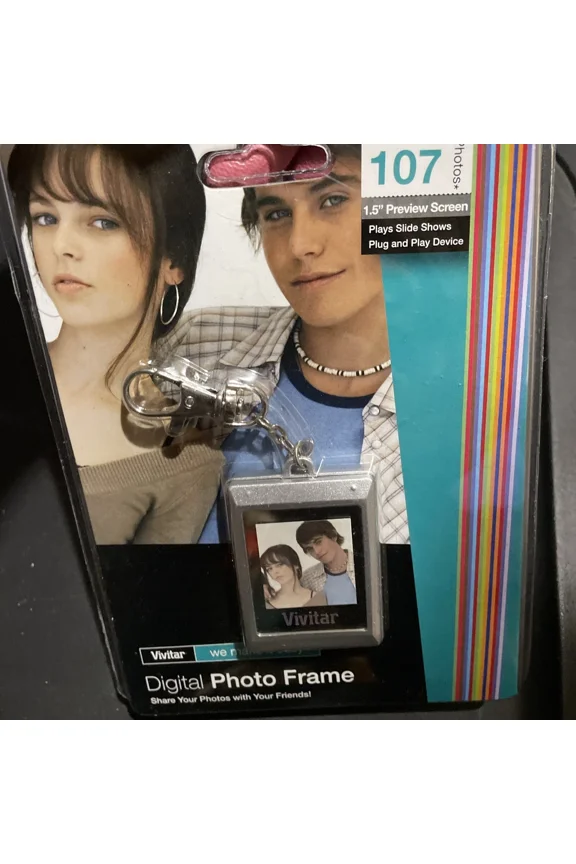 107
Photos*
1.5" Preview Screen
Plays Slide Shows
Plug and Play Device
Vivitar
Vivitar we
Digital Photo Frame
Share Your Photos with Your Friends!